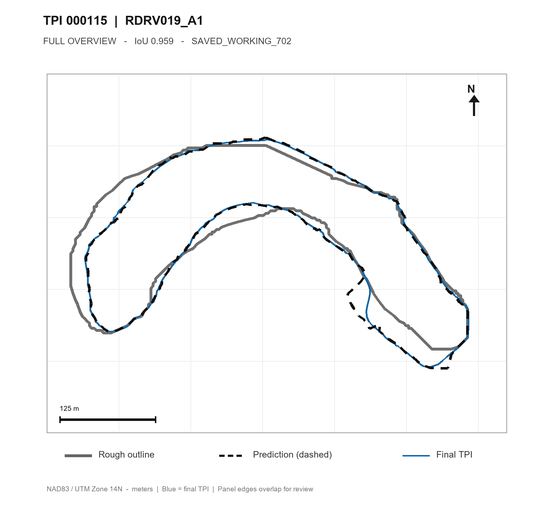 TPI 000115 | RDRV019_A1
FULL OVERVIEW - IoU 0.959 - SAVED_WORKING_702
N
125 m
Rough outline
Prediction (dashed)
Final TPI
NAD83 / UTM Zone 14N - meters | Blue = final TPI | Panel edges overlap for review